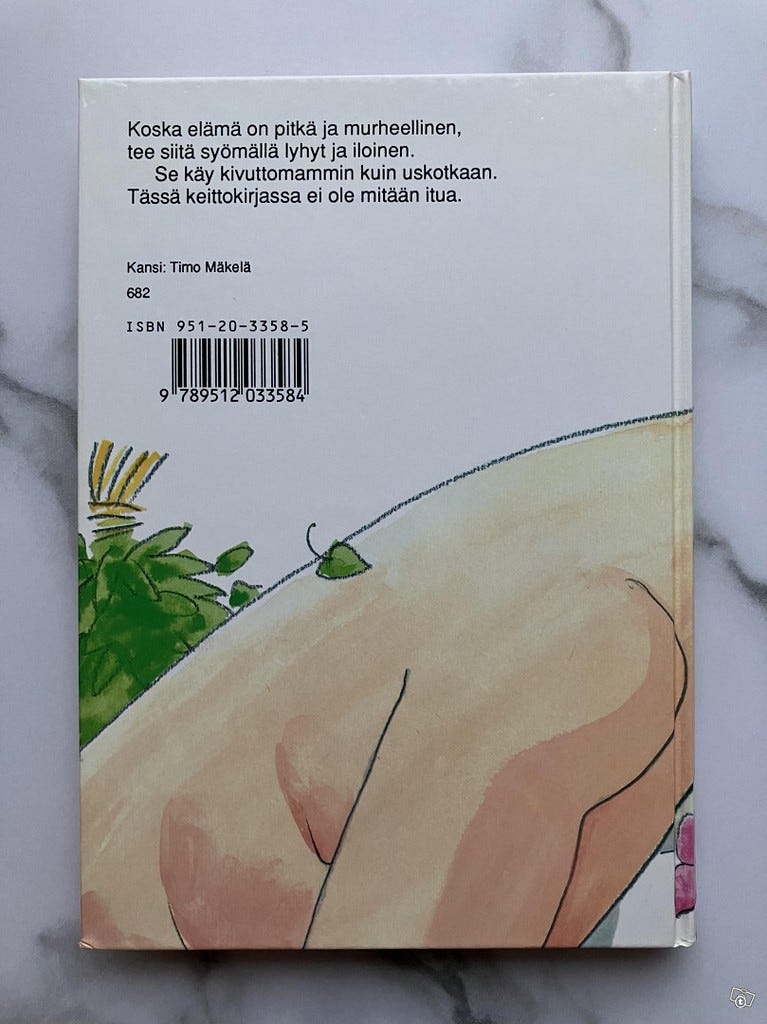 Koska elämä on pitkä ja murheellinen,
tee siitä syömällä lyhyt ja iloinen.
Se käy kivuttomammin kuin uskotkaan.
Tässä keittokirjassa ei ole mitään itua.
Kansi: Timo Mäkelä
682
ISBN 951-20-3358-5
9 789512 033584